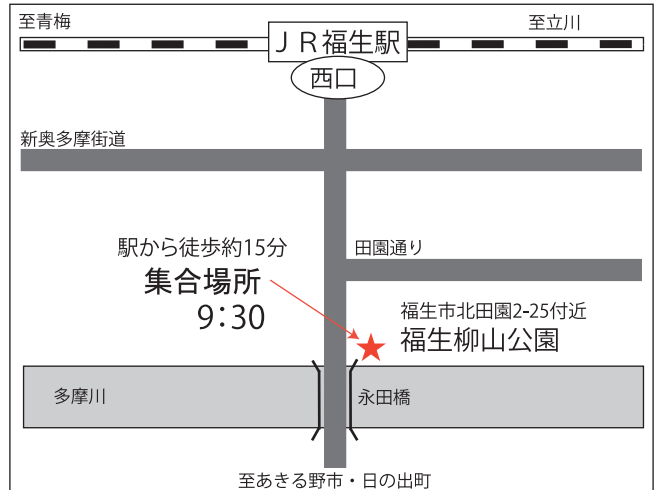 至青梅
至立川
ＪＲ福生駅
西口
新奥多摩街道
駅から徒歩約15分
集合場所
9:30
田園通り
福生市北田園2-25付近
福生柳山公園
多摩川
永田橋
至あきる野市・日の出町